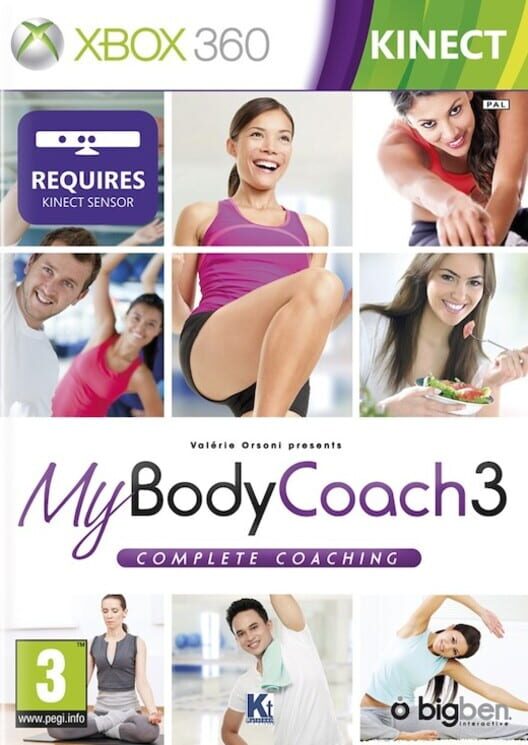 XBOX 360
KINECT
PAL
REQUIRES
KINECT SENSOR
Valérie Orsoni presents
MyBodyCoach3
COMPLETE COACHING
3
www.pegi.info
Kt
bigben
interactive